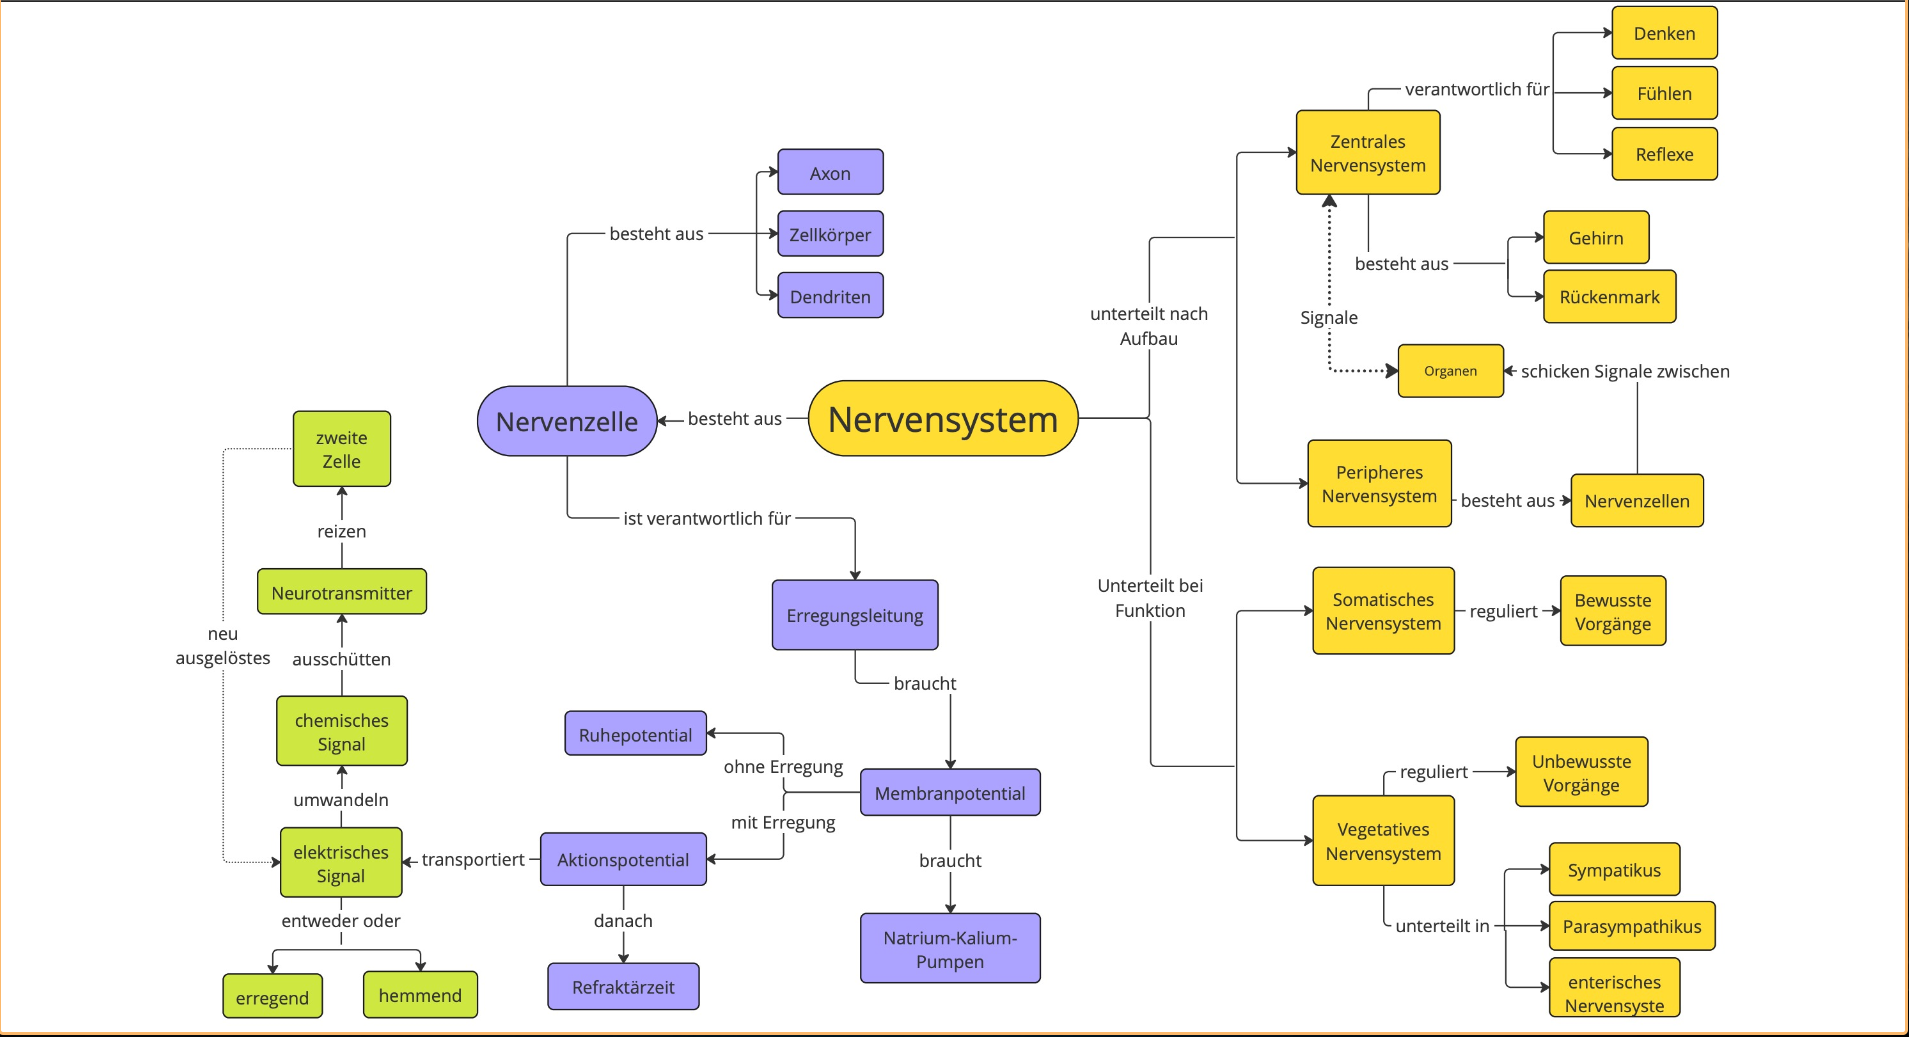 Denken
verantwortlich für
Fühlen
Zentrales
Nervensystem
Reflexe
Axon
besteht aus
Zellkörper
Dendriten
Gehirn
besteht aus
Rückenmark
unterteilt nach
Aufbau
Signale
Organen
schicken Signale zwischen
Nervenzelle
besteht aus
Nervensystem
zweite
Zelle
Peripheres
Nervensystem
besteht aus
Nervenzellen
reizen
ist verantwortlich für
Neurotransmitter
Erregungsleitung
Unterteilt bei
Funktion
Somatisches
Nervensystem
reguliert
Bewusste
Vorgänge
neu
ausgelöstes
ausschütten
braucht
chemisches
Signal
Ruhepotential
ohne Erregung
Membranpotential
mit Erregung
umwandeln
reguliert
Unbewusste
Vorgänge
Vegetatives
Nervensystem
elektrisches
Signal
transportiert
Aktionspotential
braucht
entweder oder
danach
Natrium-Kalium-
Pumpen
Sympatikus
unterteilt in
Parasympathikus
enterisches
Nervensyste
erregend
hemmend
Refraktärzeit